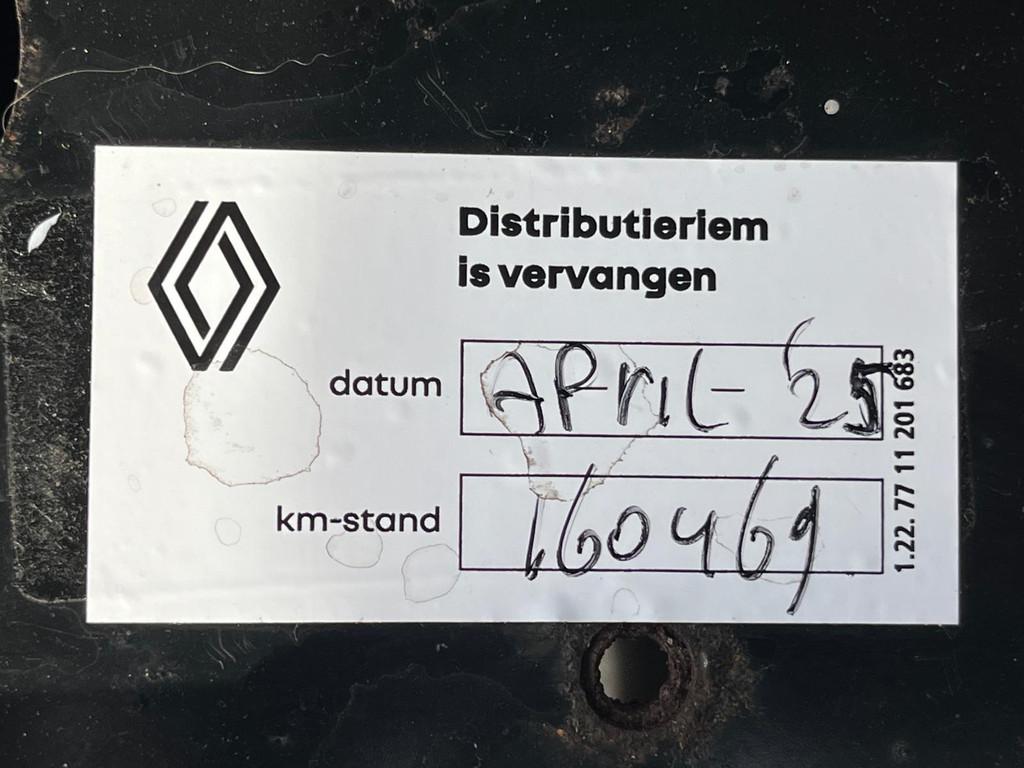 Distributieriem
is vervangen
datum APRIL - 25
km-stand 160469
1.22. 77 11 201 683